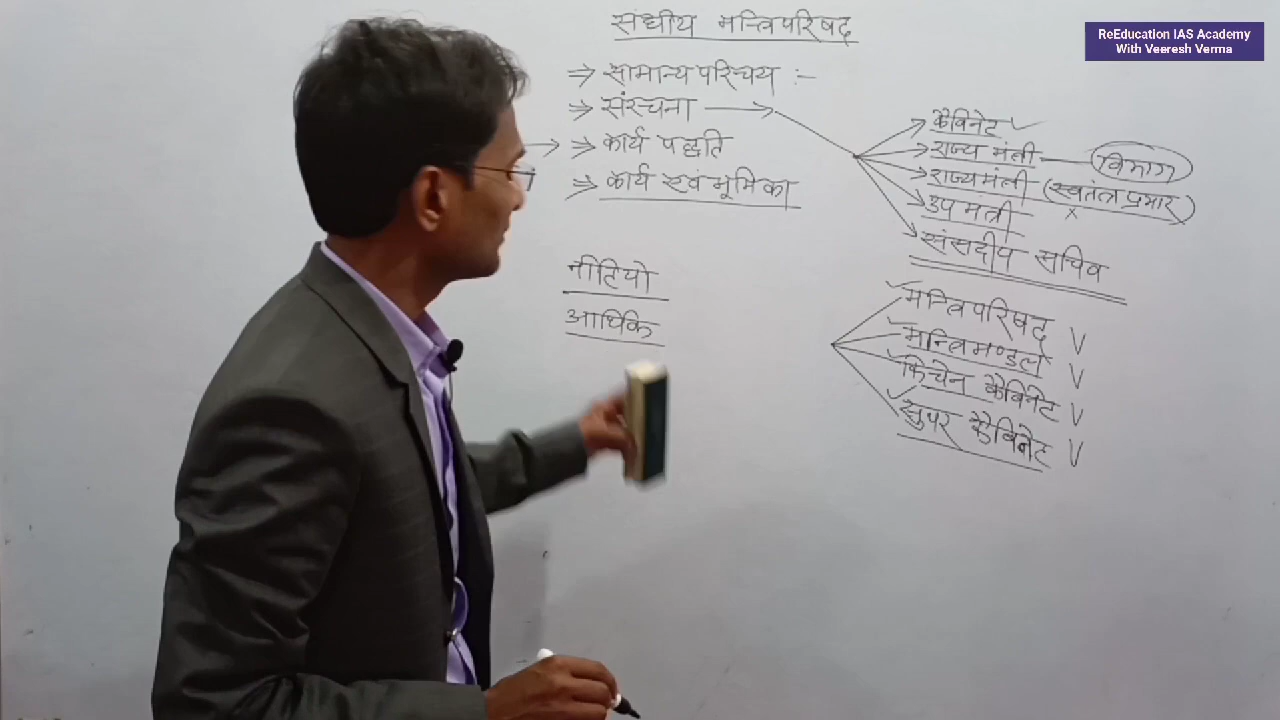 संघीय मन्त्रिपरिषद्
ReEducation IAS Academy
With Veeresh Verma
⇒ सामान्य परिचय :-
⇒ संरचना
⇒ कार्य पद्धति
⇒ कार्य एवं भूमिका
कैबिनेट
राज्य मंत्री — विभाग
राज्यमंत्री (स्वतंत्र प्रभार)
उप मंत्री
संसदीय सचिव
नीतियो
आर्थिक
मन्त्रिपरिषद्
मन्त्रिमण्डल
किचेन कैबिनेट
सुपर कैबिनेट